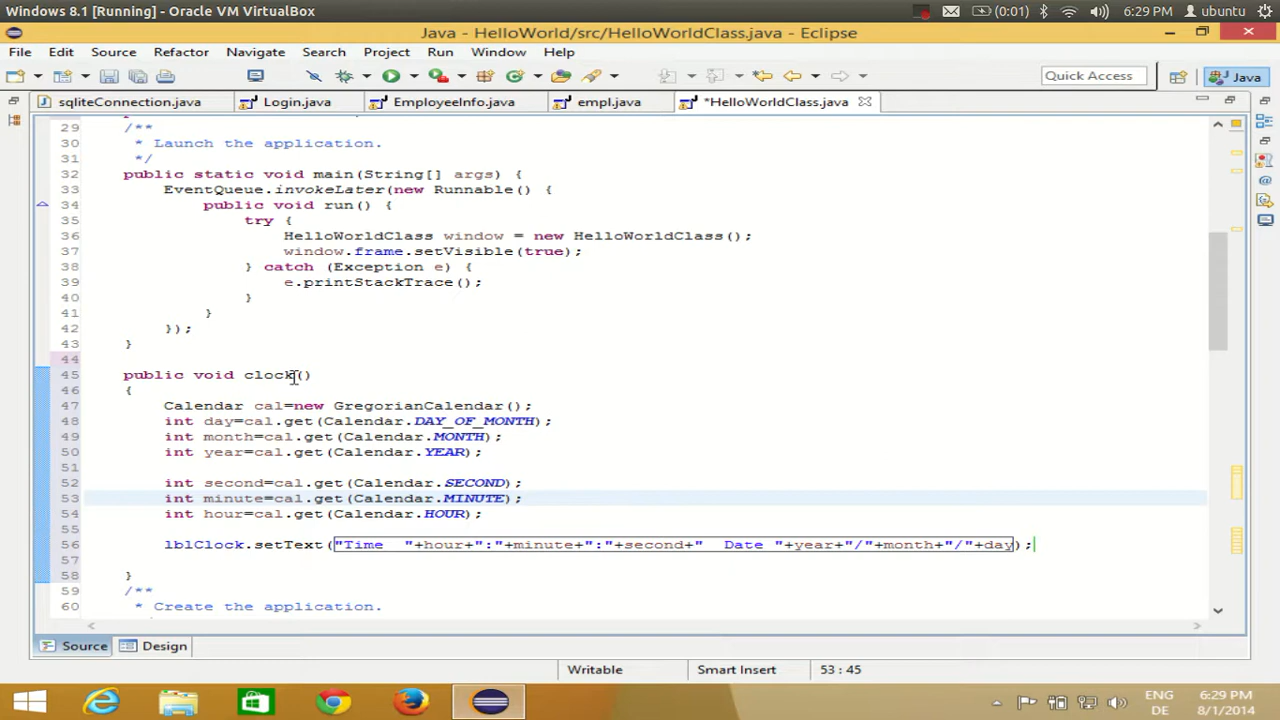 Windows 8.1 [Running] - Oracle VM VirtualBox
(0:01)
6:29 PM
ubuntu
Java - HelloWorld/src/HelloWorldClass.java - Eclipse
File Edit Source Refactor Navigate Search Project Run Window Help
Quick Access
Java
sqliteConnection.java
Login.java
EmployeeInfo.java
empl.java
*HelloWorldClass.java
29 /**
30 * Launch the application.
31 */
32 public static void main(String[] args) {
33 EventQueue.invokeLater(new Runnable() {
34 public void run() {
35 try {
36 HelloWorldClass window = new HelloWorldClass();
37 window.frame.setVisible(true);
38 } catch (Exception e) {
39 e.printStackTrace();
40 }
41 }
42 });
43 }
44
45 public void clock()
46 {
47 Calendar cal=new GregorianCalendar();
48 int day=cal.get(Calendar.DAY_OF_MONTH);
49 int month=cal.get(Calendar.MONTH);
50 int year=cal.get(Calendar.YEAR);
51
52 int second=cal.get(Calendar.SECOND);
53 int minute=cal.get(Calendar.MINUTE);
54 int hour=cal.get(Calendar.HOUR);
55
56 lblClock.setText("Time  "+hour+":"+minute+":"+second+"  Date "+year+"/"+month+"/"+day);
57
58 }
59 /**
60 * Create the application.
Source
Design
Writable
Smart Insert
53 : 45
ENG
DE
6:29 PM
8/1/2014